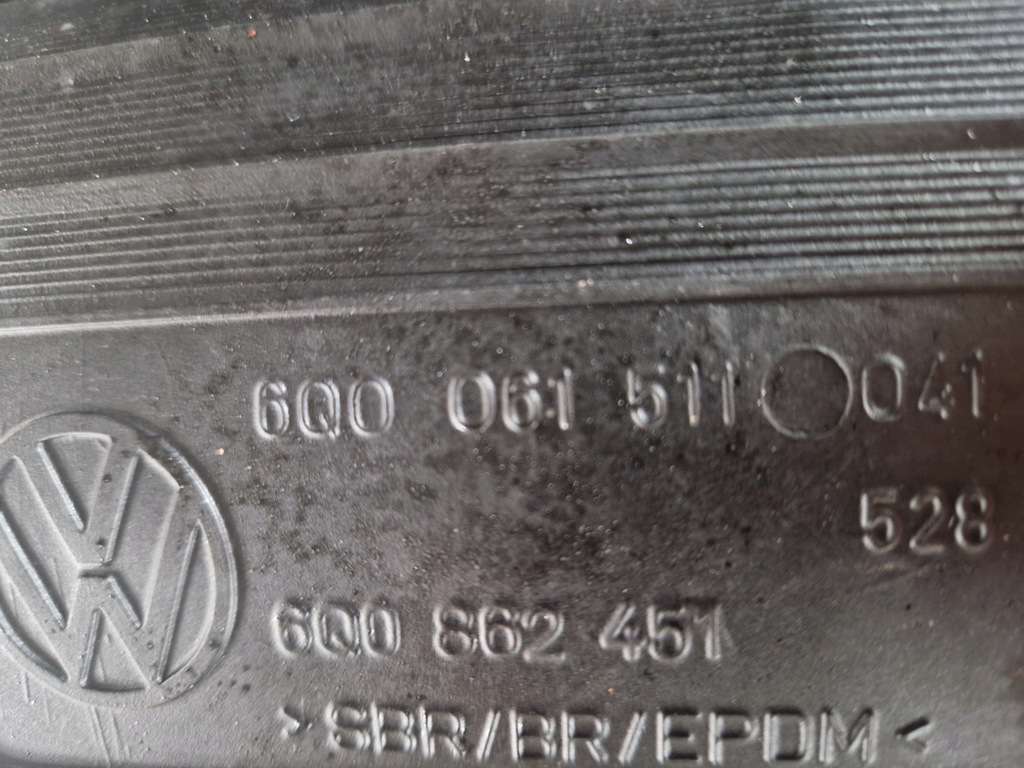 6Q0 061 511 041
528
6Q0 862 451
>SBR/BR/EPDM<